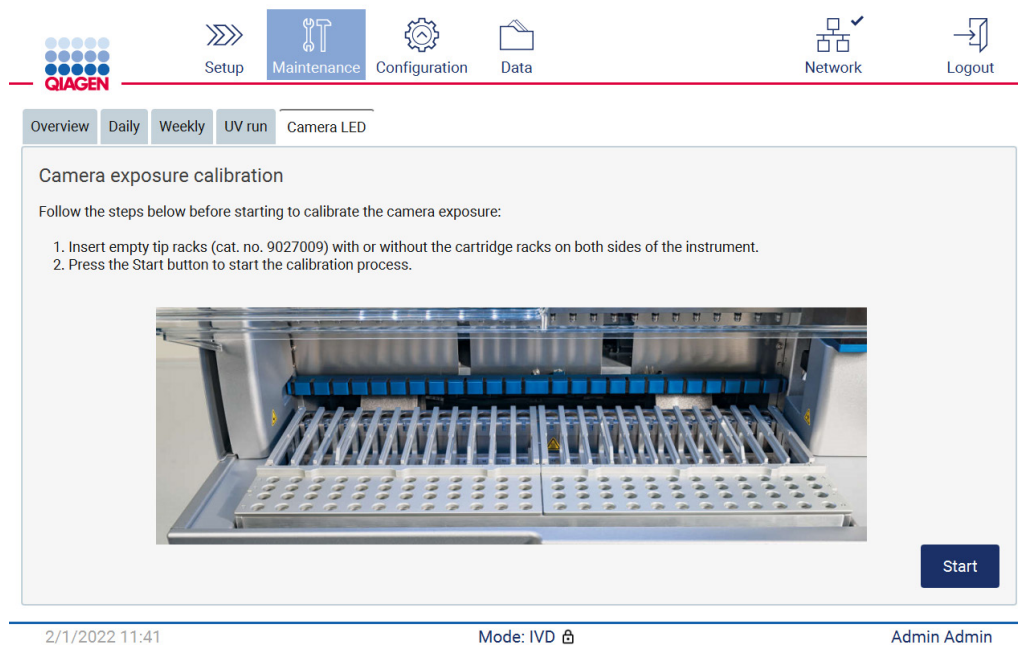 QIAGEN
Setup
Maintenance
Configuration
Data
Network
Logout
Overview
Daily
Weekly
UV run
Camera LED
Camera exposure calibration
Follow the steps below before starting to calibrate the camera exposure:
1. Insert empty tip racks (cat. no. 9027009) with or without the cartridge racks on both sides of the instrument.
2. Press the Start button to start the calibration process.
Start
2/1/2022 11:41
Mode: IVD
Admin Admin